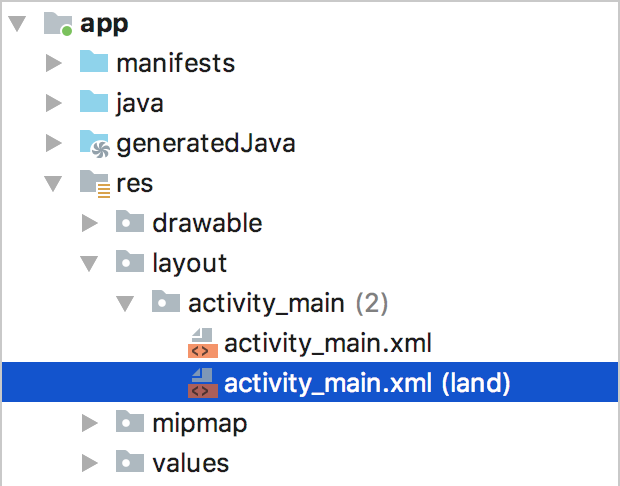 app
manifests
java
generatedJava
res
drawable
layout
activity_main (2)
activity_main.xml
activity_main.xml (land)
mipmap
values